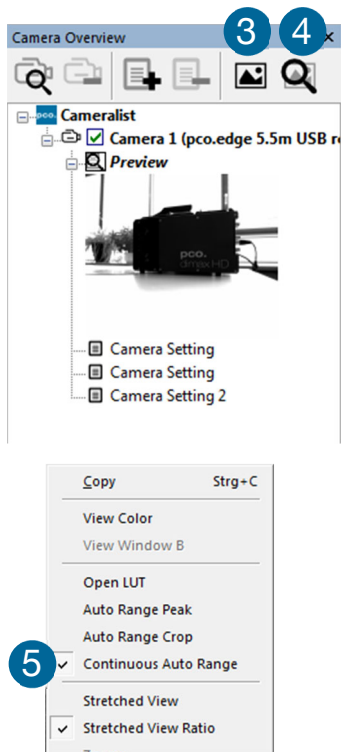 3 4
Camera Overview
pco. Cameralist
Camera 1 (pco.edge 5.5m USB r
Preview
pco.
dimax HD
Camera Setting
Camera Setting
Camera Setting 2
Copy Strg+C
View Color
View Window B
Open LUT
Auto Range Peak
Auto Range Crop
5 Continuous Auto Range
Stretched View
Stretched View Ratio